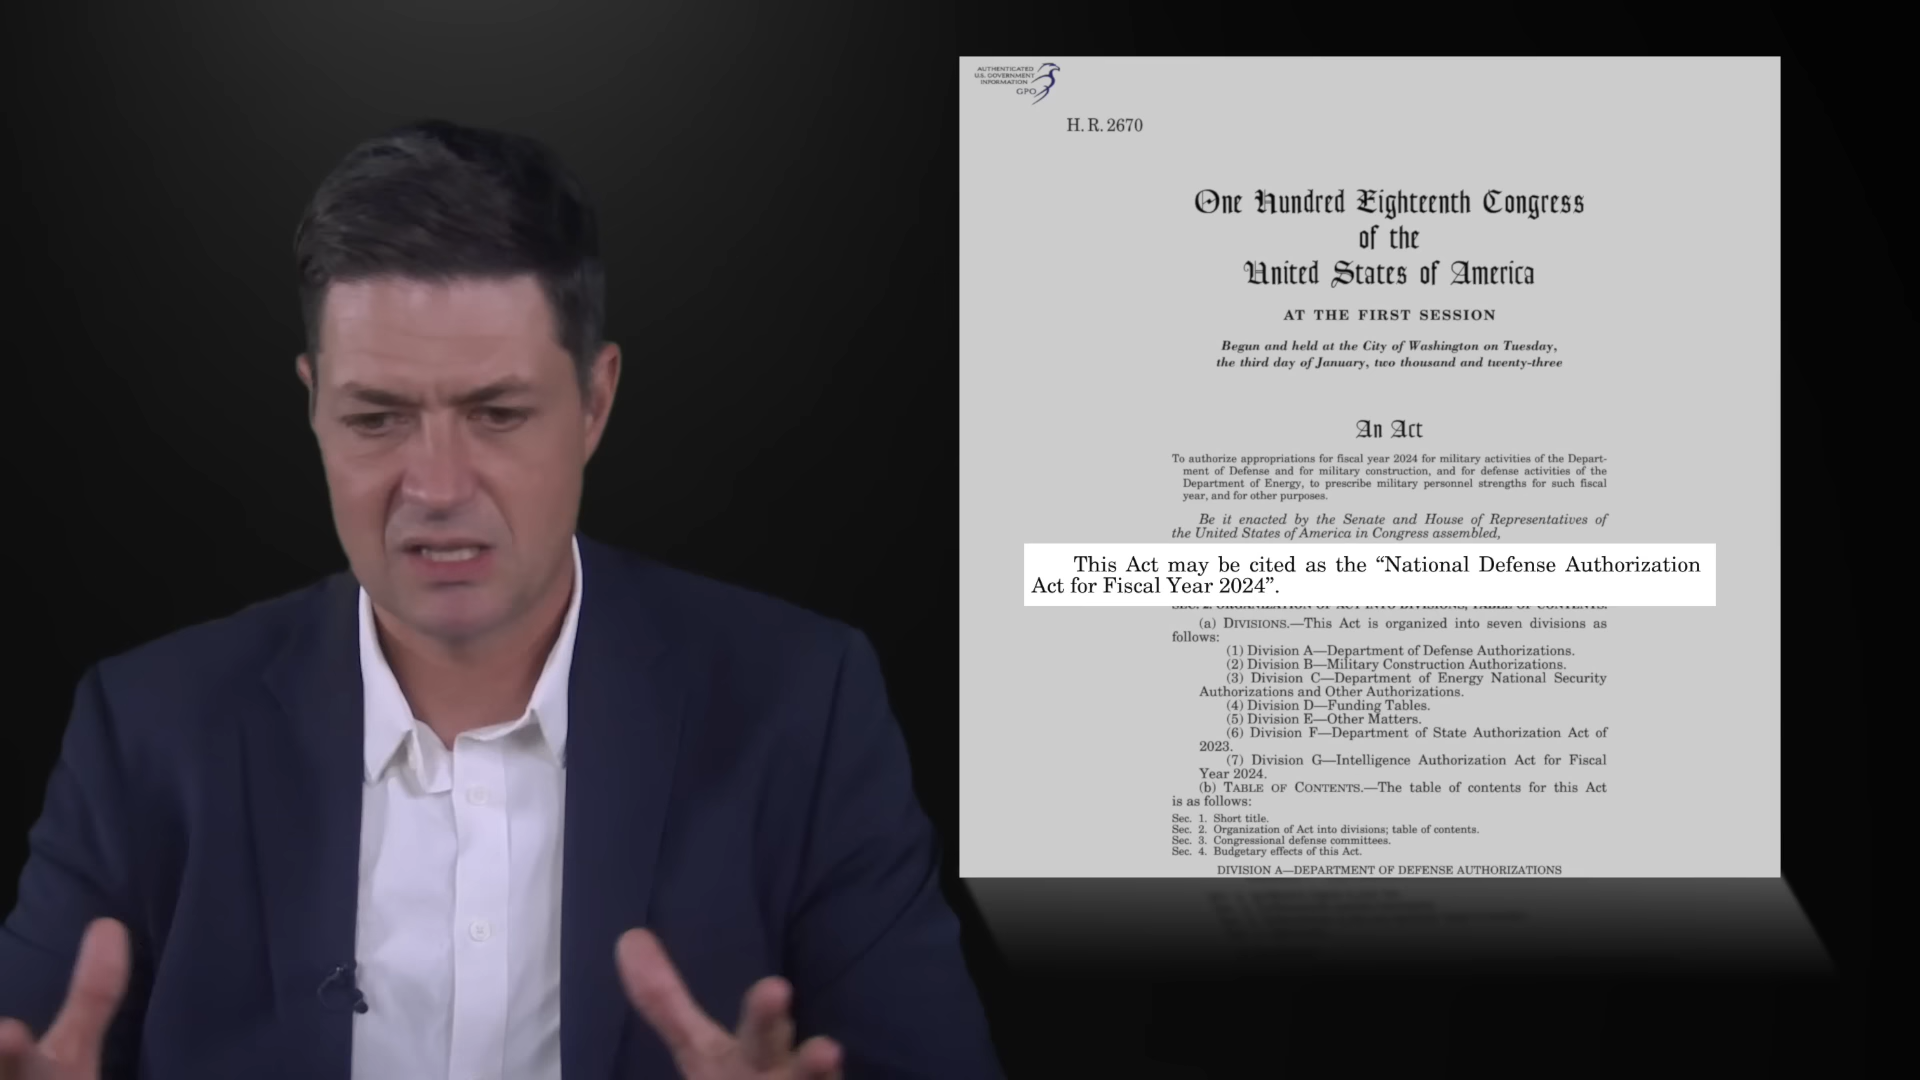 AUTHENTICATED
U.S. GOVERNMENT
INFORMATION
GPO
H. R. 2670
One Hundred Eighteenth Congress
of the
United States of America
AT THE FIRST SESSION
Begun and held at the City of Washington on Tuesday,
the third day of January, two thousand and twenty-three
An Act
To authorize appropriations for fiscal year 2024 for military activities of the Depart-
ment of Defense and for military construction, and for defense activities of the
Department of Energy, to prescribe military personnel strengths for such fiscal
year, and for other purposes.
Be it enacted by the Senate and House of Representatives of
the United States of America in Congress assembled,
This Act may be cited as the “National Defense Authorization
Act for Fiscal Year 2024”.
SEC. 2. ORGANIZATION OF ACT INTO DIVISIONS; TABLE OF CONTENTS.
(a) DIVISIONS.—This Act is organized into seven divisions as
follows:
(1) Division A—Department of Defense Authorizations.
(2) Division B—Military Construction Authorizations.
(3) Division C—Department of Energy National Security
Authorizations and Other Authorizations.
(4) Division D—Funding Tables.
(5) Division E—Other Matters.
(6) Division F—Department of State Authorization Act of
2023.
(7) Division G—Intelligence Authorization Act for Fiscal
Year 2024.
(b) TABLE OF CONTENTS.—The table of contents for this Act
is as follows:
Sec. 1. Short title.
Sec. 2. Organization of Act into divisions; table of contents.
Sec. 3. Congressional defense committees.
Sec. 4. Budgetary effects of this Act.
DIVISION A—DEPARTMENT OF DEFENSE AUTHORIZATIONS